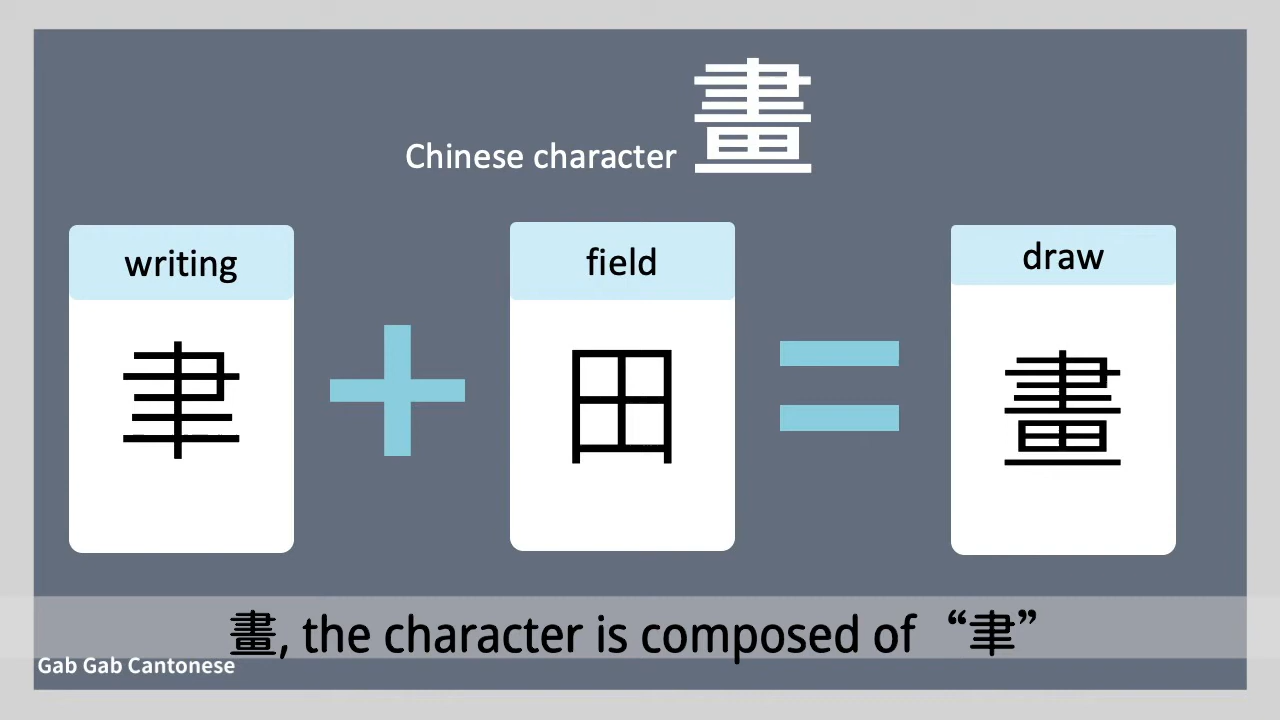 Chinese character 畫
writing
field
draw
聿
田
畫
畫, the character is composed of “聿”
Gab Gab Cantonese